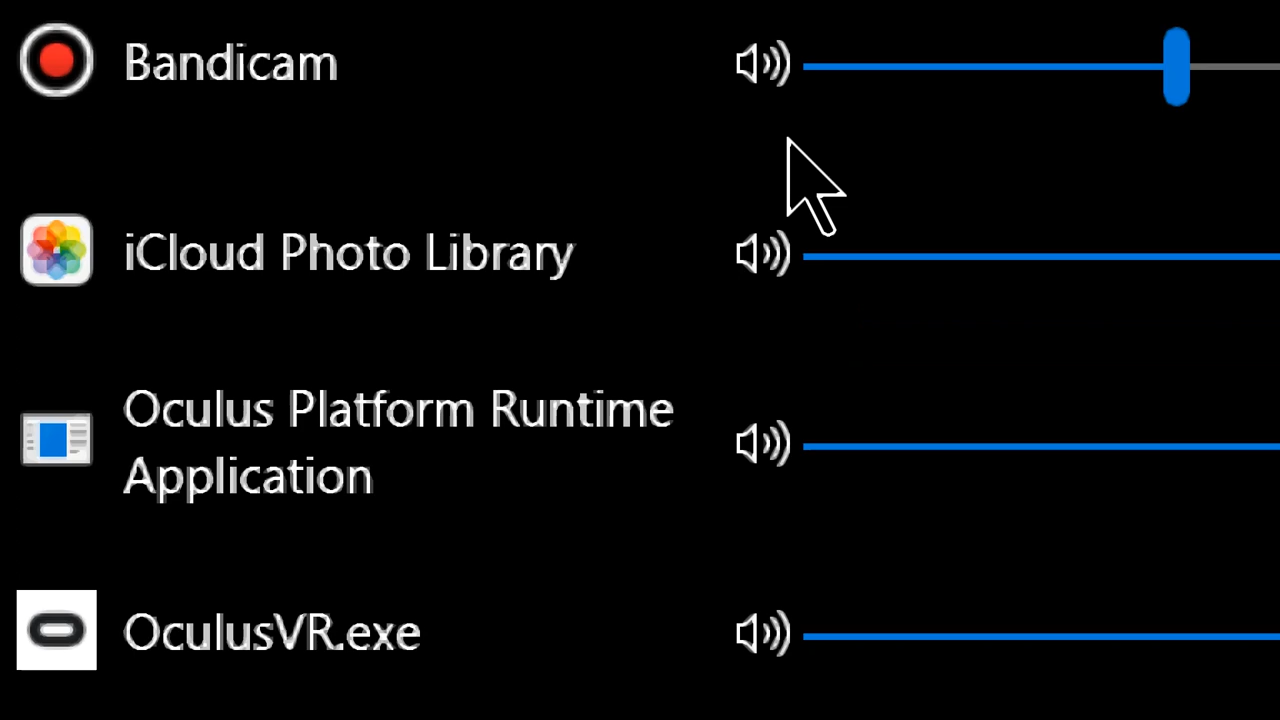 Bandicam
iCloud Photo Library
Oculus Platform Runtime
Application
OculusVR.exe